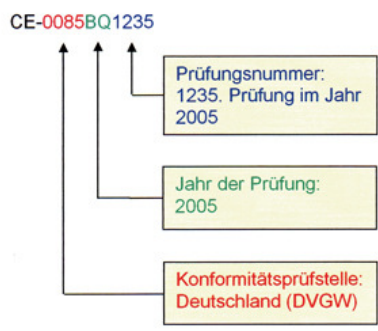 CE-0085BQ1235
Prüfungsnummer:
1235. Prüfung im Jahr
2005
Jahr der Prüfung:
2005
Konformitätsprüfstelle:
Deutschland (DVGW)